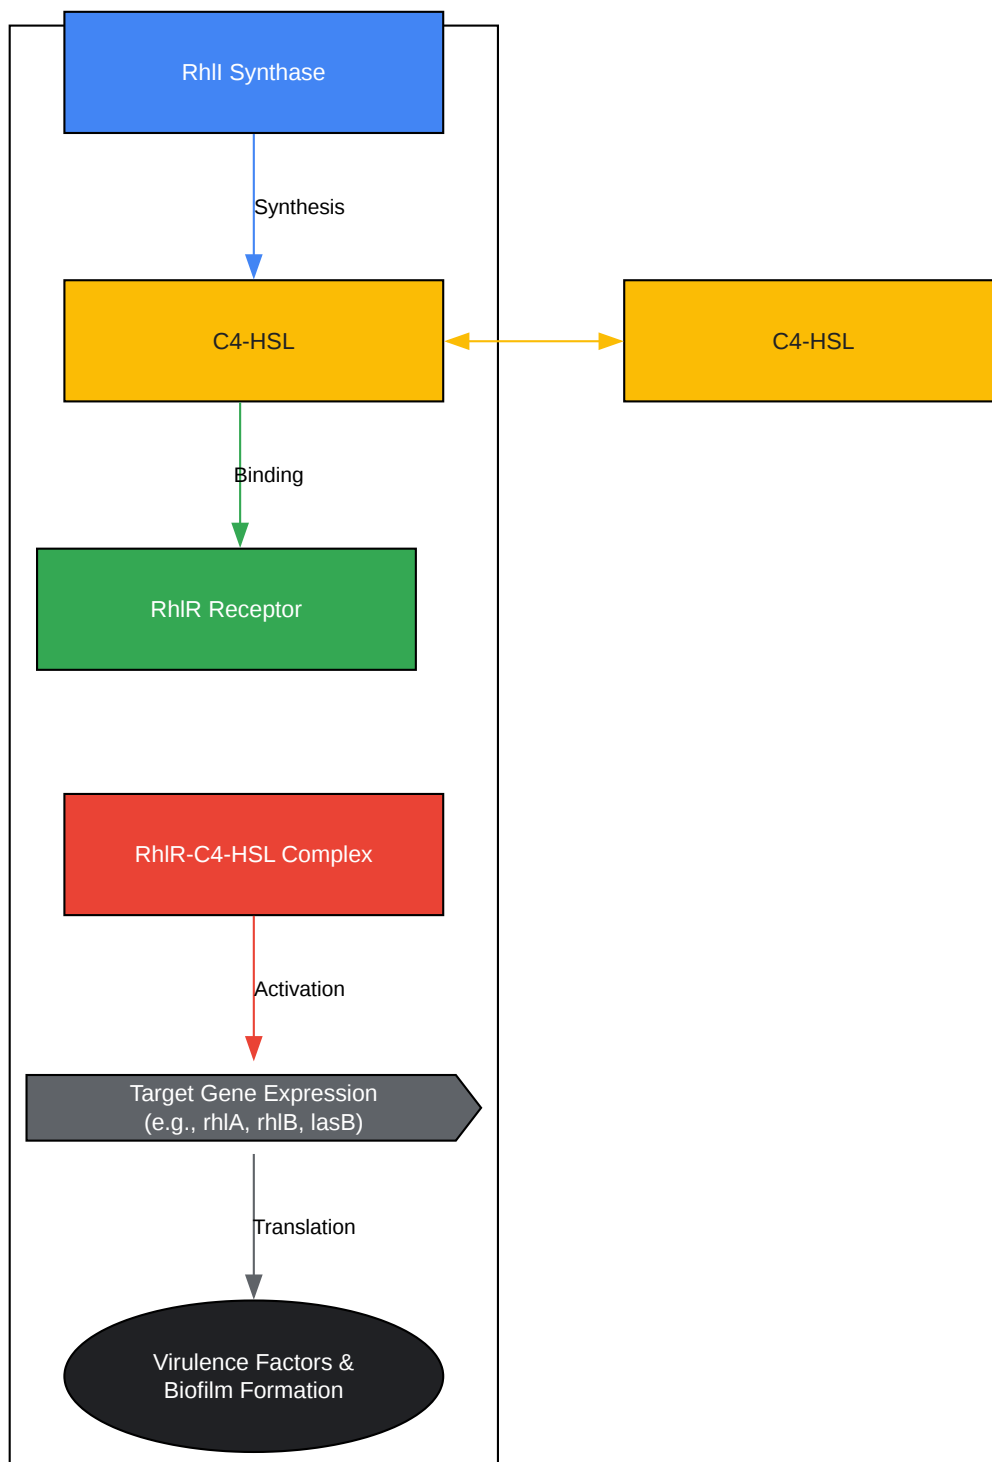 RhlI Synthase
Synthesis
C4-HSL
C4-HSL
Binding
RhlR Receptor
RhlR-C4-HSL Complex
Activation
Target Gene Expression
(e.g., rhlA, rhlB, lasB)
Translation
Virulence Factors &
Biofilm Formation